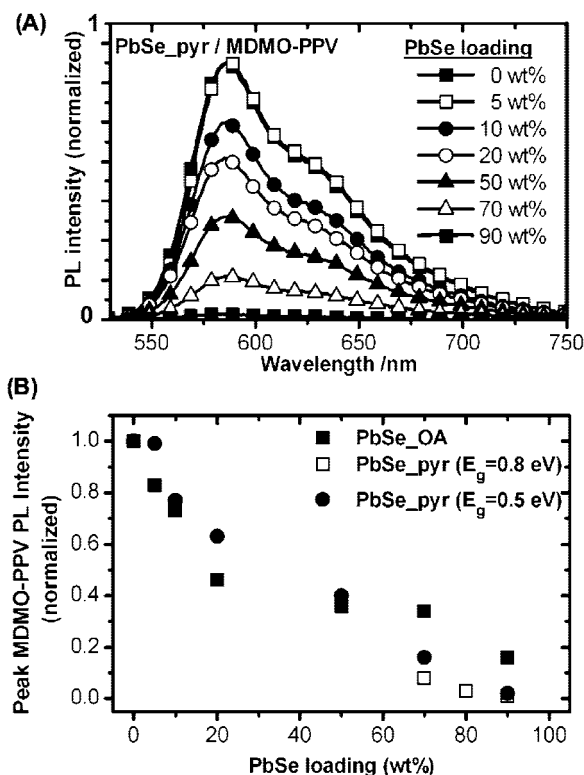 (A)
PbSe_pyr / MDMO-PPV
PbSe loading
0 wt%
5 wt%
10 wt%
20 wt%
50 wt%
70 wt%
90 wt%
PL intensity (normalized)
1
0
550 600 650 700 750
Wavelength /nm
(B)
PbSe_OA
PbSe_pyr (Eg=0.8 eV)
PbSe_pyr (Eg=0.5 eV)
Peak MDMO-PPV PL Intensity
(normalized)
1.0
0.8
0.6
0.4
0.2
0.0
0 20 40 60 80 100
PbSe loading (wt%)